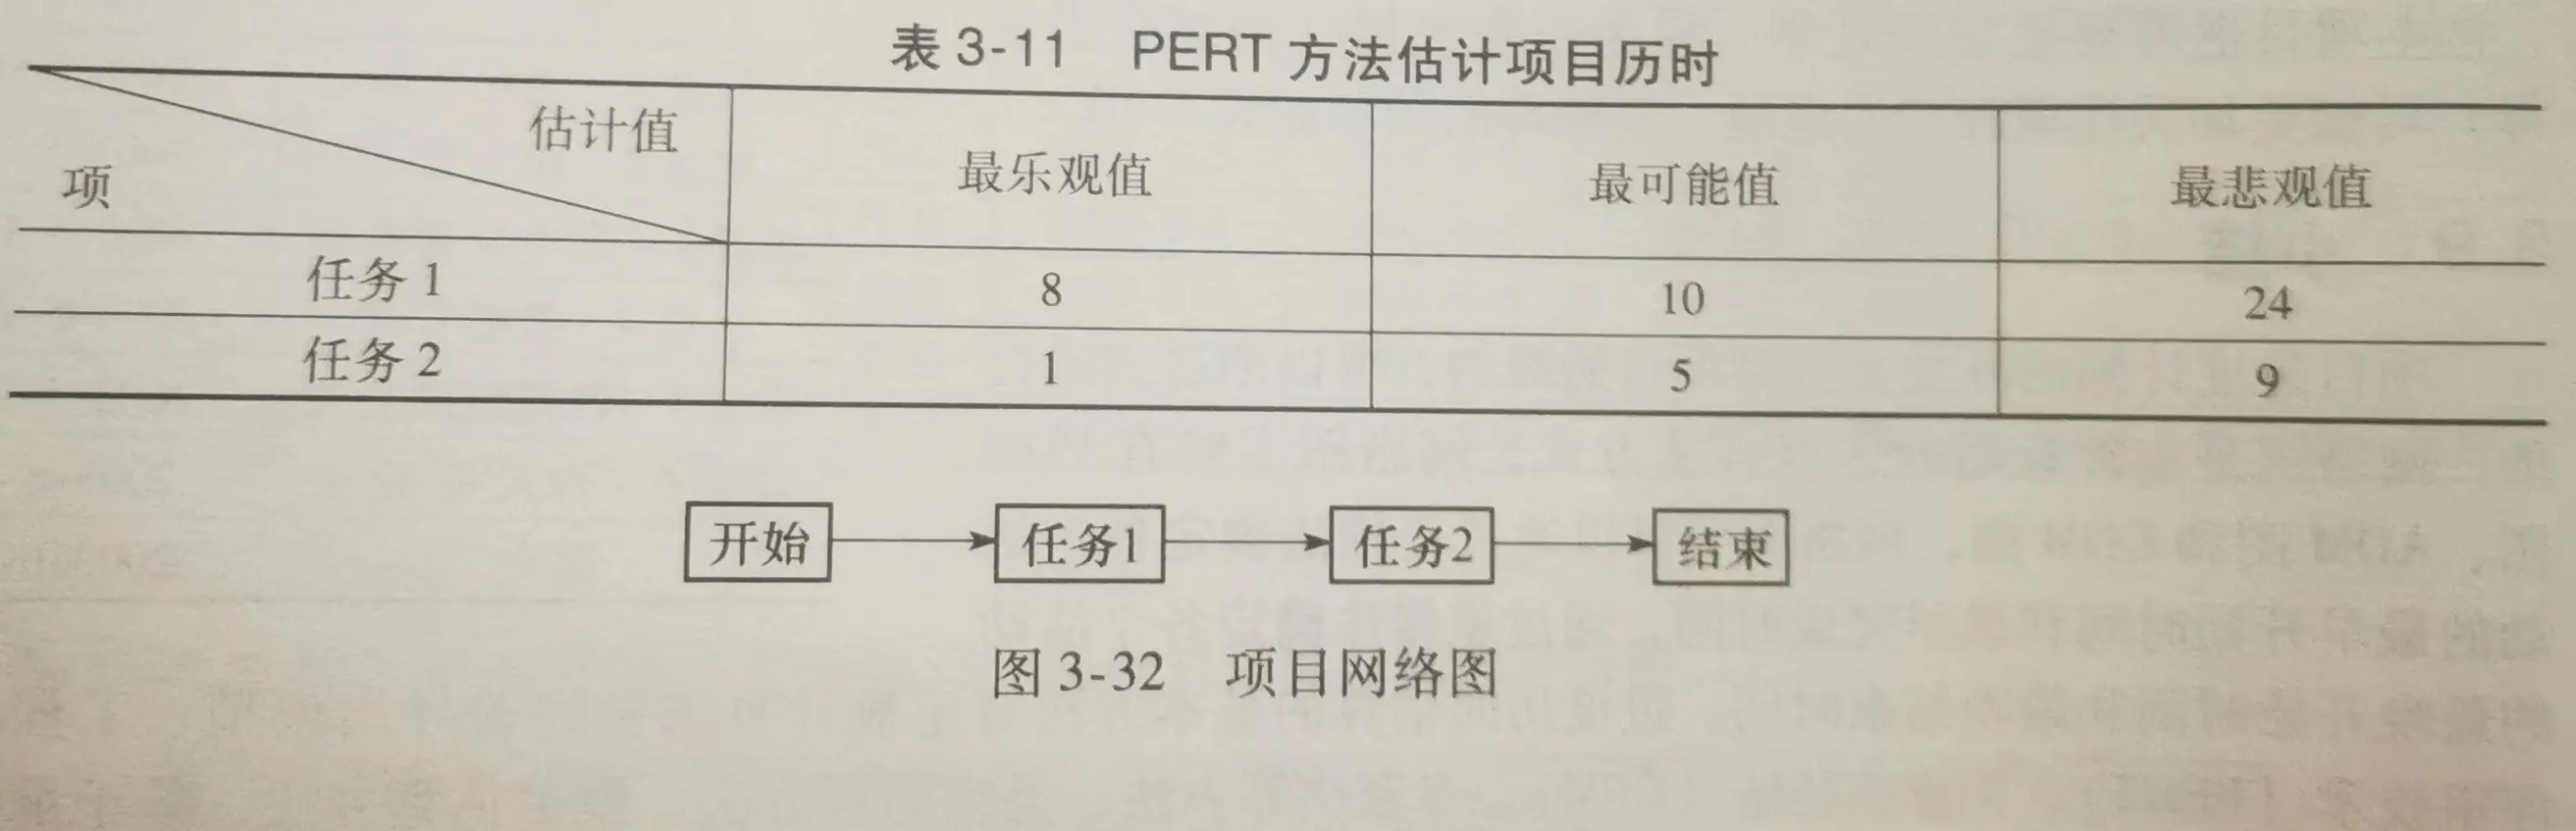 表 3-11 PERT 方法估计项目历时
估计值
项
最乐观值 最可能值 最悲观值
任务 1 8 10 24
任务 2 1 5 9
开始 任务1 任务2 结束
图 3-32 项目网络图